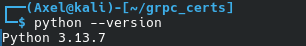 ┌──(Axel㉿kali)-[~/grpc_certs]
└─$ python --version
Python 3.13.7